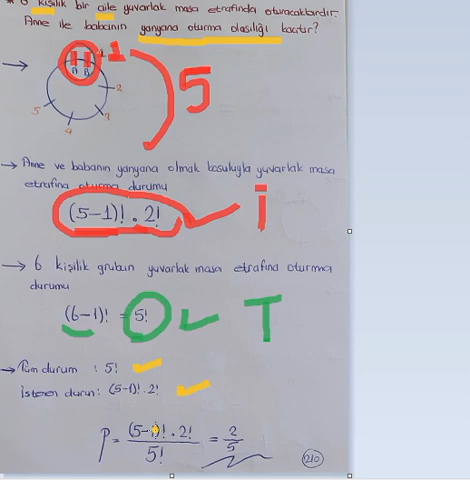 6 kişilik bir aile yuvarlak masa etrafında oturacaklardır.
Anne ile babanın yanyana oturma olasılığı kaçtır?
1 1
A B 2
5 3
4
5
→ Anne ve babanın yanyana olmak koşuluyla yuvarlak masa
etrafına oturma durumu
(5-1)! . 2! i
→ 6 kişilik grubun yuvarlak masa etrafına oturma
durumu
(6-1)! = 5! T
→ Tüm durum : 5!
İstenen durum : (5-1)! . 2!
P = (5-1)! . 2! / 5! = 2/5
210